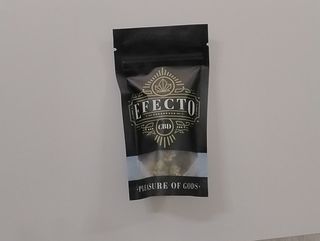 EFECTO
CBD
· PLEASURE OF GODS ·